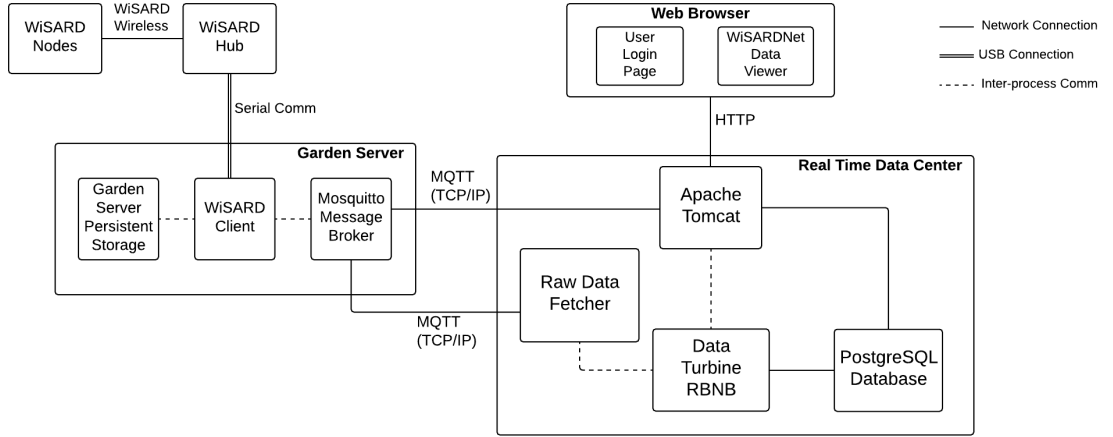 WiSARD
Nodes
WiSARD
Wireless
WiSARD
Hub
Serial Comm
Web Browser
User
Login
Page
WiSARDNet
Data
Viewer
Network Connection
USB Connection
Inter-process Comm
HTTP
Garden Server
Garden
Server
Persistent
Storage
WiSARD
Client
Mosquitto
Message
Broker
MQTT
(TCP/IP)
MQTT
(TCP/IP)
Real Time Data Center
Apache
Tomcat
Raw Data
Fetcher
Data
Turbine
RBNB
PostgreSQL
Database